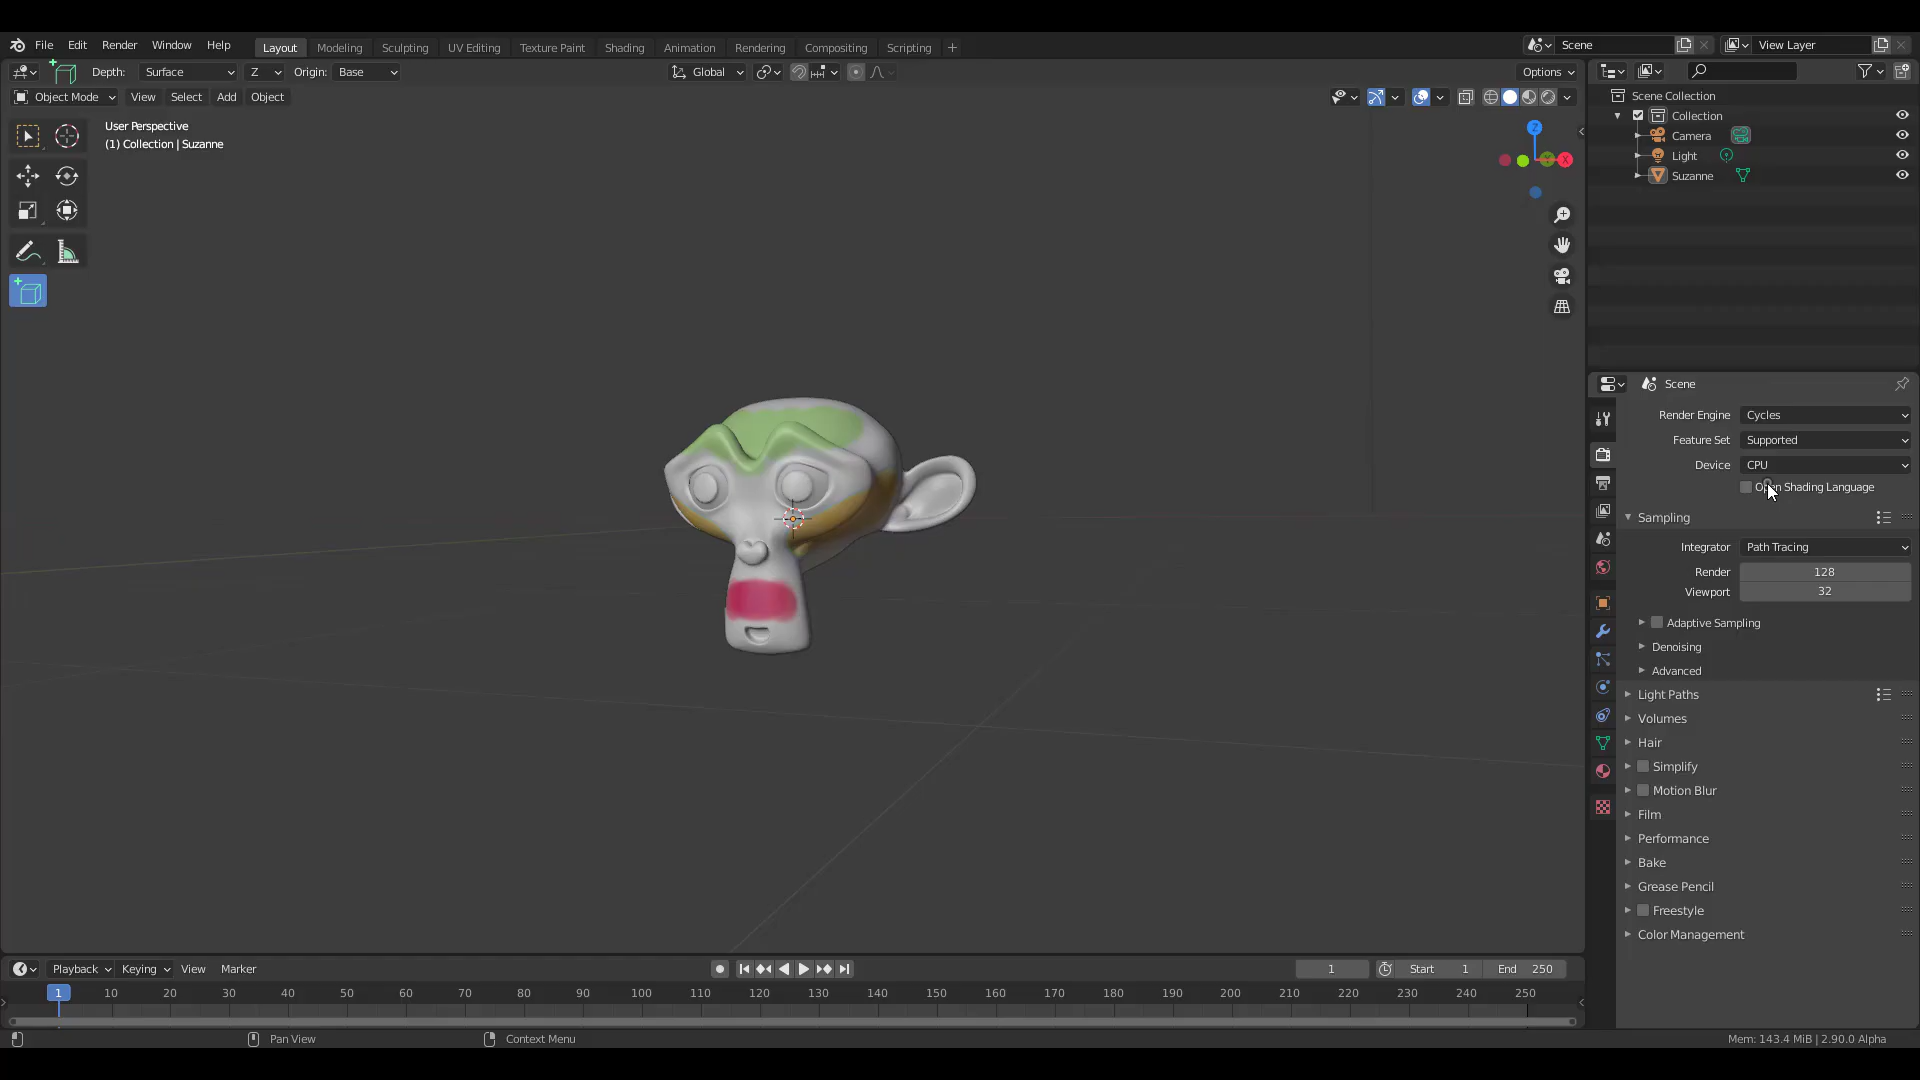 File Edit Render Window Help Layout Modeling Sculpting UV Editing Texture Paint Shading Animation Rendering Compositing Scripting + Scene View Layer
Depth: Surface Z Origin: Base Global Options
Object Mode View Select Add Object
User Perspective
(1) Collection | Suzanne
Z
X
Scene Collection
Collection
Camera
Light
Suzanne
Scene
Render Engine Cycles
Feature Set Supported
Device CPU
Open Shading Language
Sampling
Integrator Path Tracing
Render 128
Viewport 32
Adaptive Sampling
Denoising
Advanced
Light Paths
Volumes
Hair
Simplify
Motion Blur
Film
Performance
Bake
Grease Pencil
Freestyle
Color Management
Playback Keying View Marker 1 Start 1 End 250
1 10 20 30 40 50 60 70 80 90 100 110 120 130 140 150 160 170 180 190 200 210 220 230 240 250
Pan View Context Menu Mem: 143.4 MiB | 2.90.0 Alpha